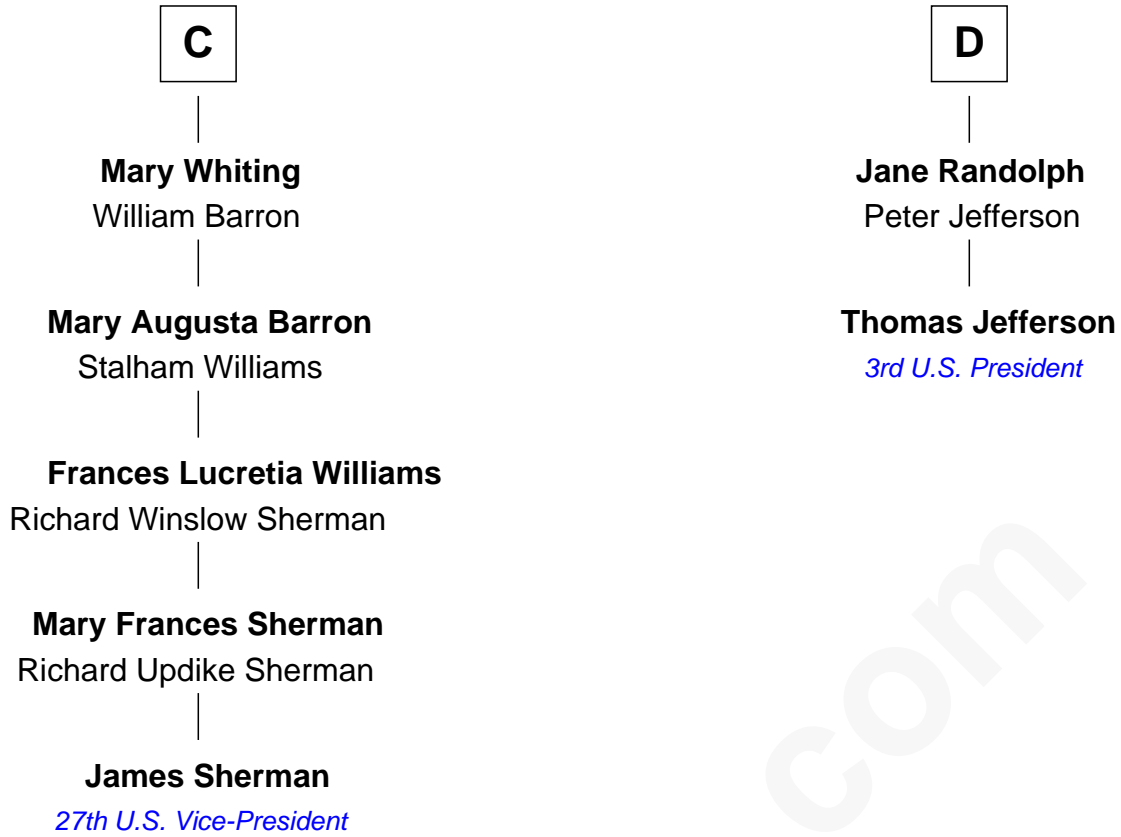 C
Mary Whiting
William Barron
Mary Augusta Barron
Stalham Williams
Frances Lucretia Williams
Richard Winslow Sherman
Mary Frances Sherman
Richard Updike Sherman
James Sherman
27th U.S. Vice-President
D
Jane Randolph
Peter Jefferson
Thomas Jefferson
3rd U.S. President
com